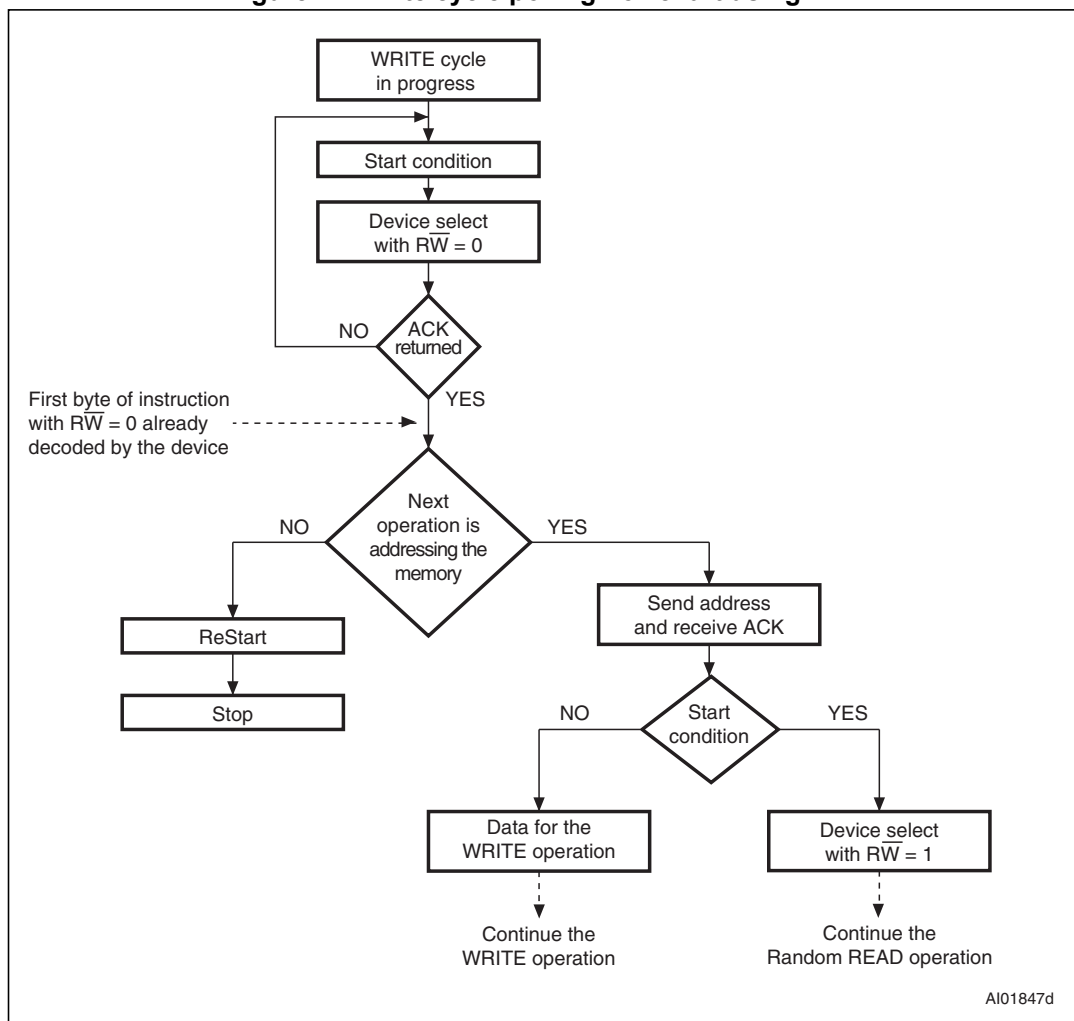 WRITE cycle
in progress
Start condition
Device select
with RW̅ = 0
NO
ACK
returned
YES
First byte of instruction
with RW̅ = 0 already
decoded by the device
NO
Next
operation is
addressing the
memory
YES
Send address
and receive ACK
ReStart
Stop
NO
Start
condition
YES
Data for the
WRITE operation
Device select
with RW̅ = 1
Continue the
WRITE operation
Continue the
Random READ operation
AI01847d